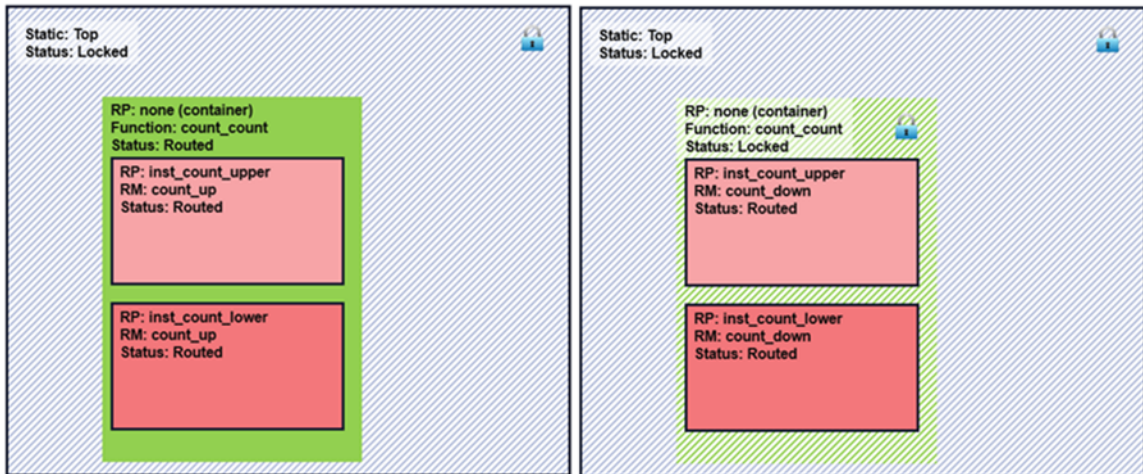 Static: Top
Status: Locked
RP: none (container)
Function: count_count
Status: Routed
RP: inst_count_upper
RM: count_up
Status: Routed
RP: inst_count_lower
RM: count_up
Status: Routed
Static: Top
Status: Locked
RP: none (container)
Function: count_count
Status: Locked
RP: inst_count_upper
RM: count_down
Status: Routed
RP: inst_count_lower
RM: count_down
Status: Routed